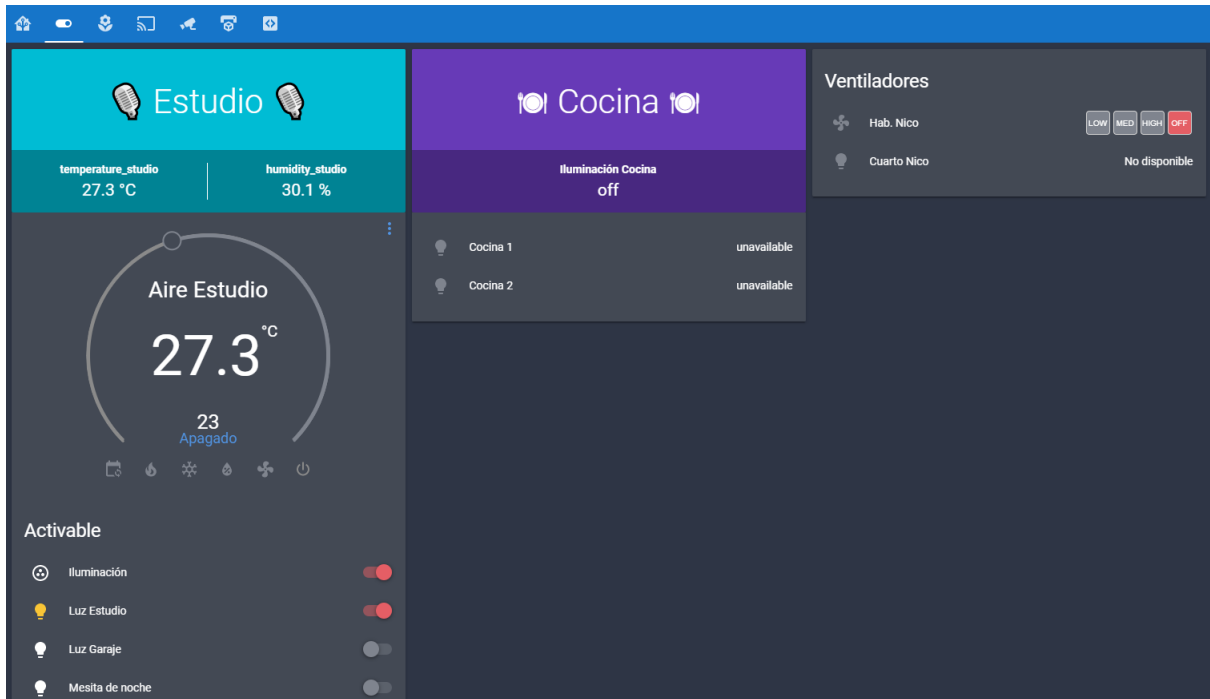 Estudio
temperature_studio
27.3 °C
humidity_studio
30.1 %
Aire Estudio
27.3 °C
23
Apagado
Activable
Iluminación
Luz Estudio
Luz Garaje
Mesita de noche
Cocina
Iluminación Cocina
off
Cocina 1 unavailable
Cocina 2 unavailable
Ventiladores
Hab. Nico LOW MED HIGH OFF
Cuarto Nico No disponible